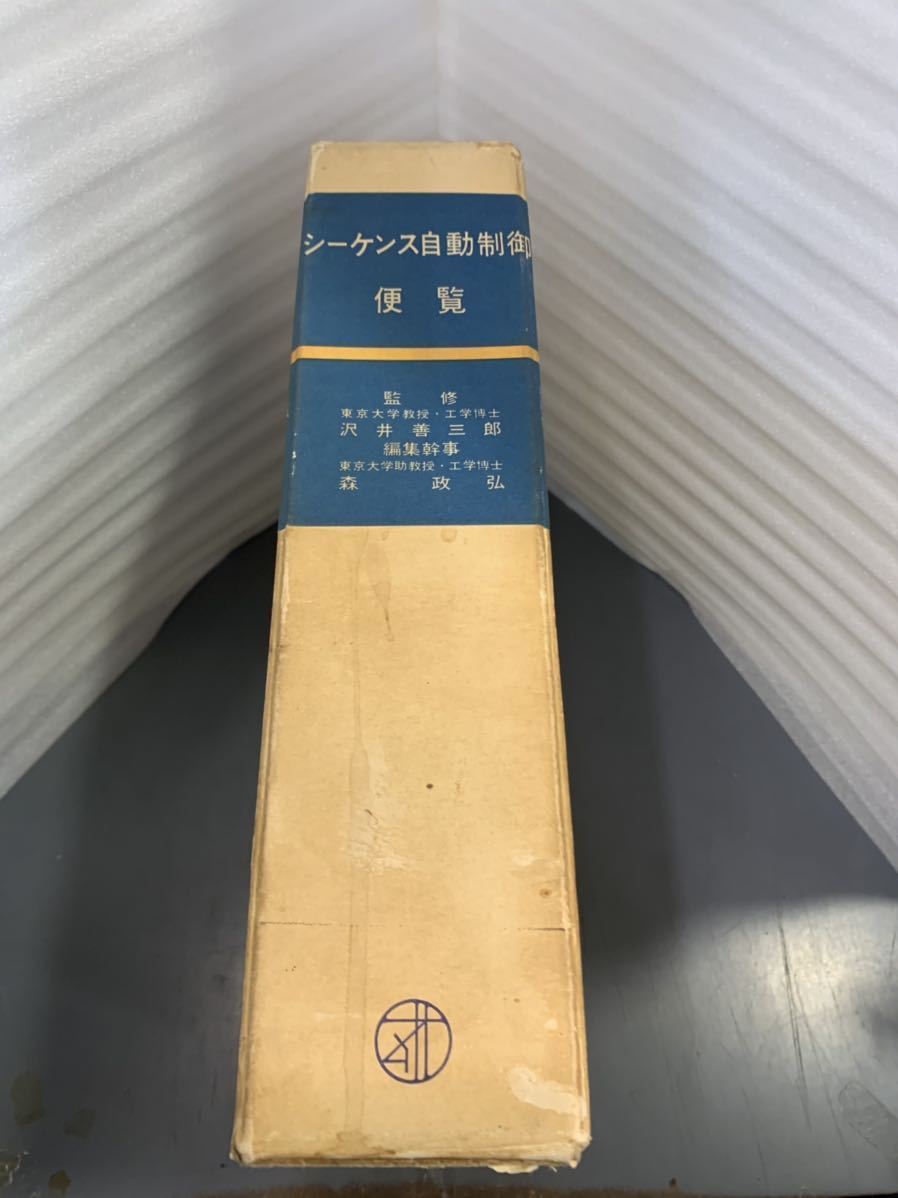 シーケンス自動制御
便覧
監修
東京大学教授・工学博士
沢井善三郎
編集幹事
東京大学助教授・工学博士
森政弘